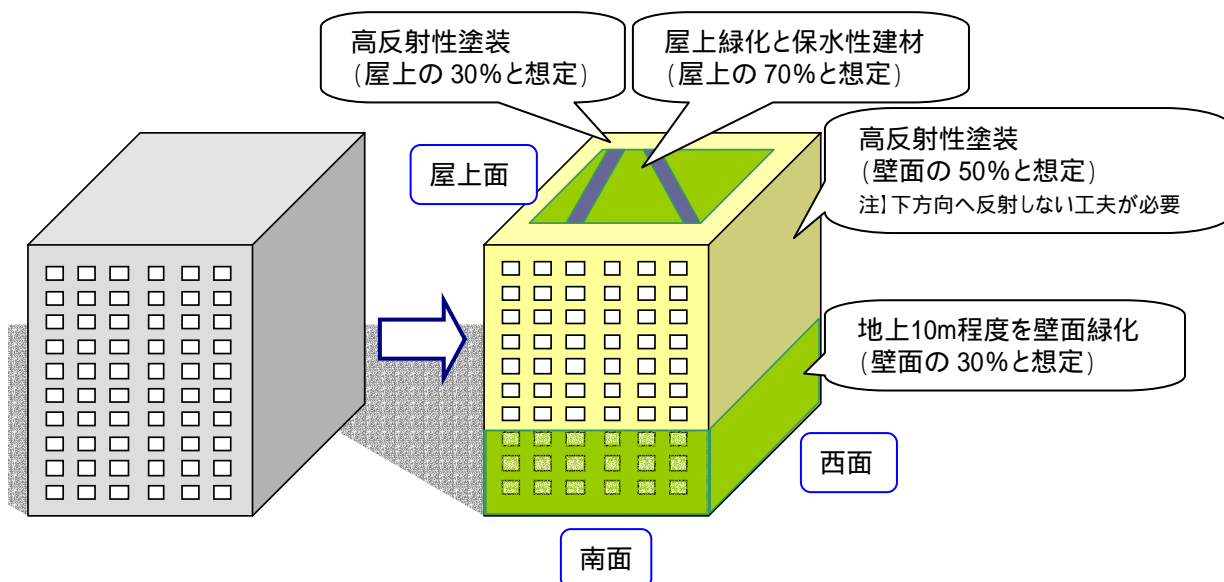 高反射性塗装
(屋上の 30%と想定)
屋上緑化と保水性建材
(屋上の 70%と想定)
屋上面
高反射性塗装
(壁面の 50%と想定)
注】下方向へ反射しない工夫が必要
地上10m程度を壁面緑化
(壁面の 30%と想定)
西面
南面